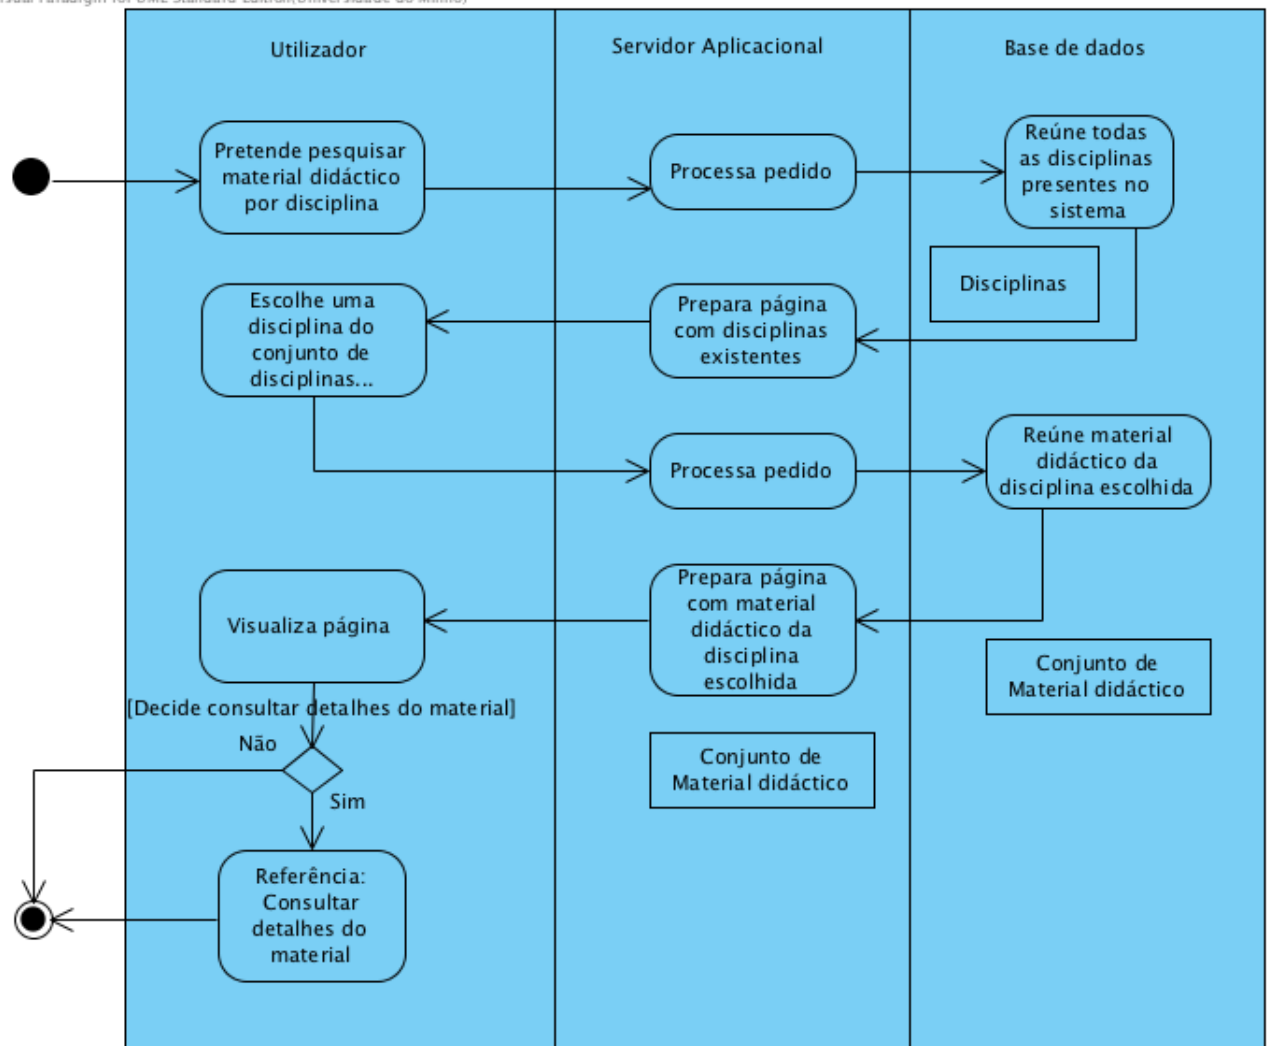 Utilizador
Servidor Aplicacional
Base de dados
Pretende pesquisar
material didáctico
por disciplina
Processa pedido
Reúne todas
as disciplinas
presentes no
sistema
Escolhe uma
disciplina do
conjunto de
disciplinas...
Prepara página
com disciplinas
existentes
Disciplinas
Processa pedido
Reúne material
didáctico da
disciplina escolhida
Visualiza página
Prepara página
com material
didáctico da
disciplina
escolhida
Conjunto de
Material didáctico
[Decide consultar detalhes do material]
Não
Sim
Conjunto de
Material didáctico
Referência:
Consultar
detalhes do
material